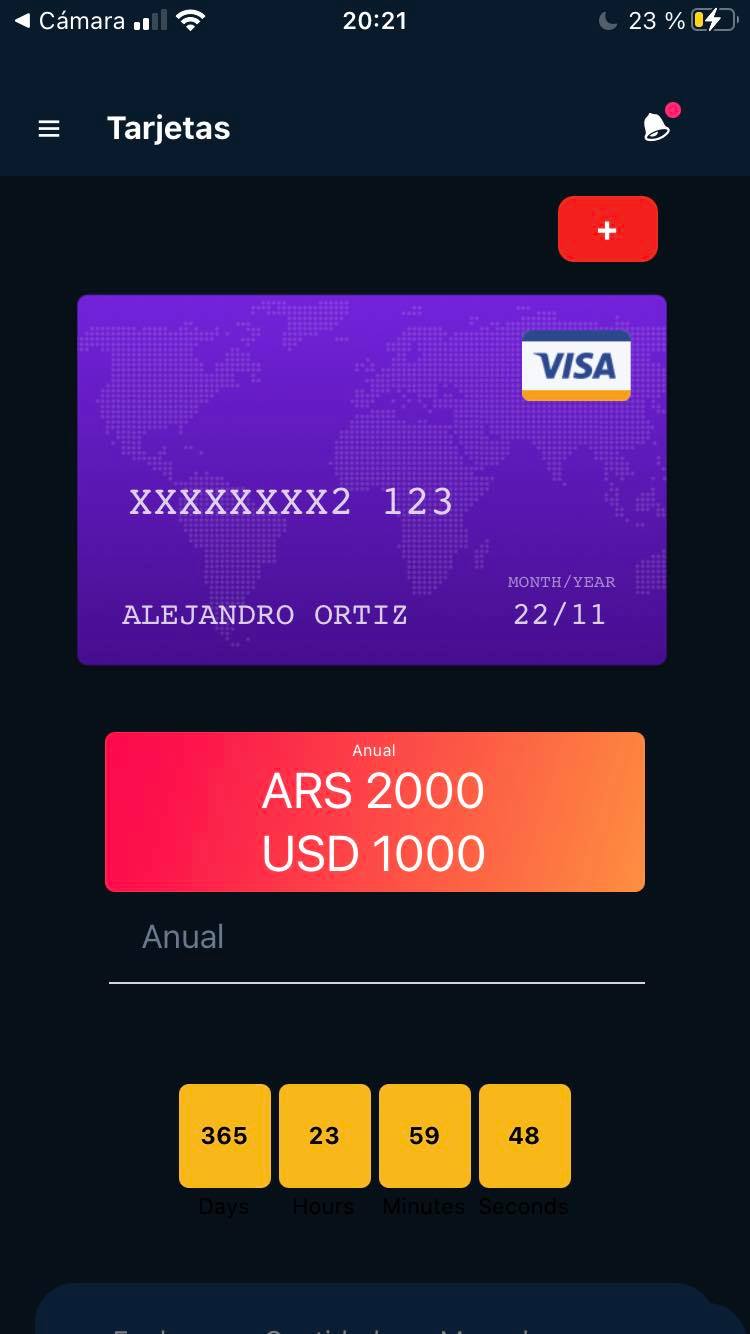 ◀ Cámara 20:21 23 %
Tarjetas
+
VISA
XXXXXXXX2 123
MONTH/YEAR
ALEJANDRO ORTIZ 22/11
Anual
ARS 2000
USD 1000
Anual
365 23 59 48
Days Hours Minutes Seconds